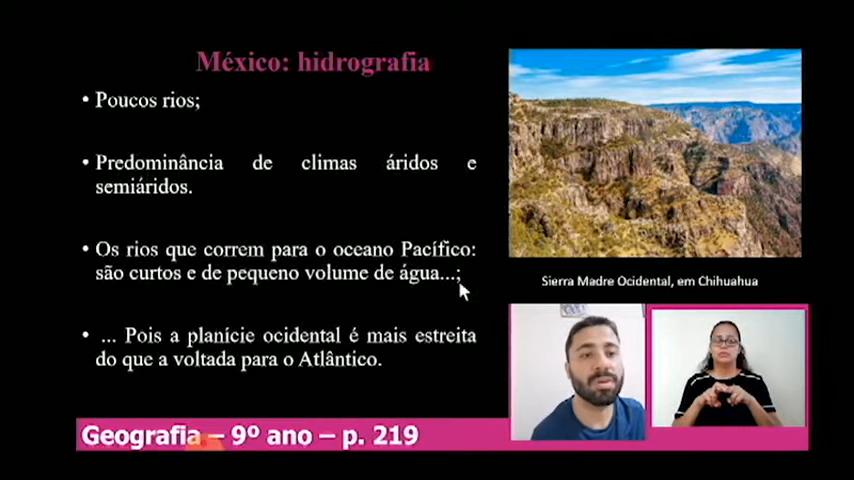 México: hidrografia
• Poucos rios;
• Predominância de climas áridos e
semiáridos.
• Os rios que correm para o oceano Pacífico:
são curtos e de pequeno volume de água...;
• ... Pois a planície ocidental é mais estreita
do que a voltada para o Atlântico.
Sierra Madre Ocidental, em Chihuahua
Geografia – 9º ano – p. 219